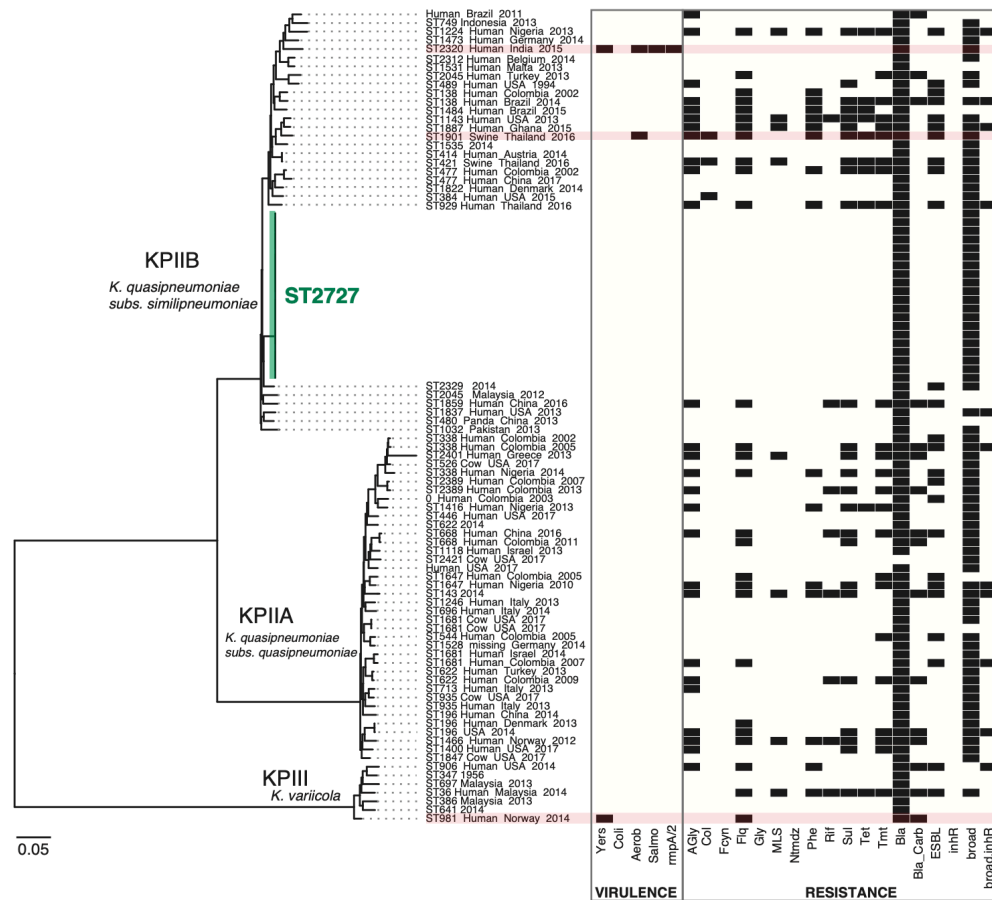 Human Brazil 2011
ST749 Indonesia 2013
ST1224 Human Nigeria 2013
ST1473 Human Germany 2014
ST2320 Human India 2015
ST2312 Human Belgium 2014
ST1531 Human Malta 2013
ST2045 Human Turkey 2013
ST489 Human USA 1994
ST138 Human Colombia 2002
ST138 Human Brazil 2014
ST1484 Human Brazil 2015
ST1143 Human USA 2013
ST1887 Human Ghana 2015
ST1901 Swine Thailand 2016
ST1535 2014
ST414 Human Austria 2014
ST421 Swine Thailand 2016
ST477 Human Colombia 2002
ST477 Human China 2017
ST1822 Human Denmark 2014
ST384 Human USA 2015
ST929 Human Thailand 2016
KPIIB
K. quasipneumoniae
subs. similipneumoniae
ST2727
ST2329 2014
ST2045 Malaysia 2012
ST1859 Human China 2016
ST1837 Human USA 2013
ST480 Panda China 2013
ST1032 Pakistan 2013
ST338 Human Colombia 2002
ST338 Human Colombia 2005
ST2401 Human Greece 2013
ST526 Cow USA 2017
ST338 Human Nigeria 2014
ST2389 Human Colombia 2007
ST2389 Human Colombia 2013
0 Human Colombia 2003
ST1416 Human Nigeria 2013
ST446 Human USA 2017
ST622 2014
ST668 Human China 2016
ST668 Human Colombia 2011
ST1118 Human Israel 2013
ST2421 Cow USA 2017
Human USA 2017
ST1647 Human Colombia 2005
ST1647 Human Nigeria 2010
ST143 2014
ST1246 Human Italy 2013
ST696 Human Italy 2014
ST1681 Cow USA 2017
ST1681 Cow USA 2017
ST544 Human Colombia 2005
ST1528 missing Germany 2014
ST1681 Human Israel 2014
ST1681 Human Colombia 2007
ST622 Human Turkey 2013
ST622 Human Colombia 2009
ST713 Human Italy 2013
ST935 Cow USA 2017
ST935 Human Italy 2013
ST196 Human China 2014
ST196 Human Denmark 2013
ST196 USA 2014
ST1466 Human Norway 2012
ST1400 Human USA 2017
ST1847 Cow USA 2017
KPIIA
K. quasipneumoniae
subs. quasipneumoniae
ST906 Human USA 2014
ST347 1956
ST697 Malaysia 2013
ST36 Human Malaysia 2014
ST386 Malaysia 2013
ST641 2014
ST981 Human Norway 2014
KPIII
K. variicola
0.05
Yers
Coli
Aerob
Salmo
rmpA/2
AGly
Col
Fcyn
Flq
Gly
MLS
Ntmdz
Phe
Rif
Sul
Tet
Tmt
Bla
Bla_Carb
ESBL
inhR
broad
broad.inhR
VIRULENCE
RESISTANCE